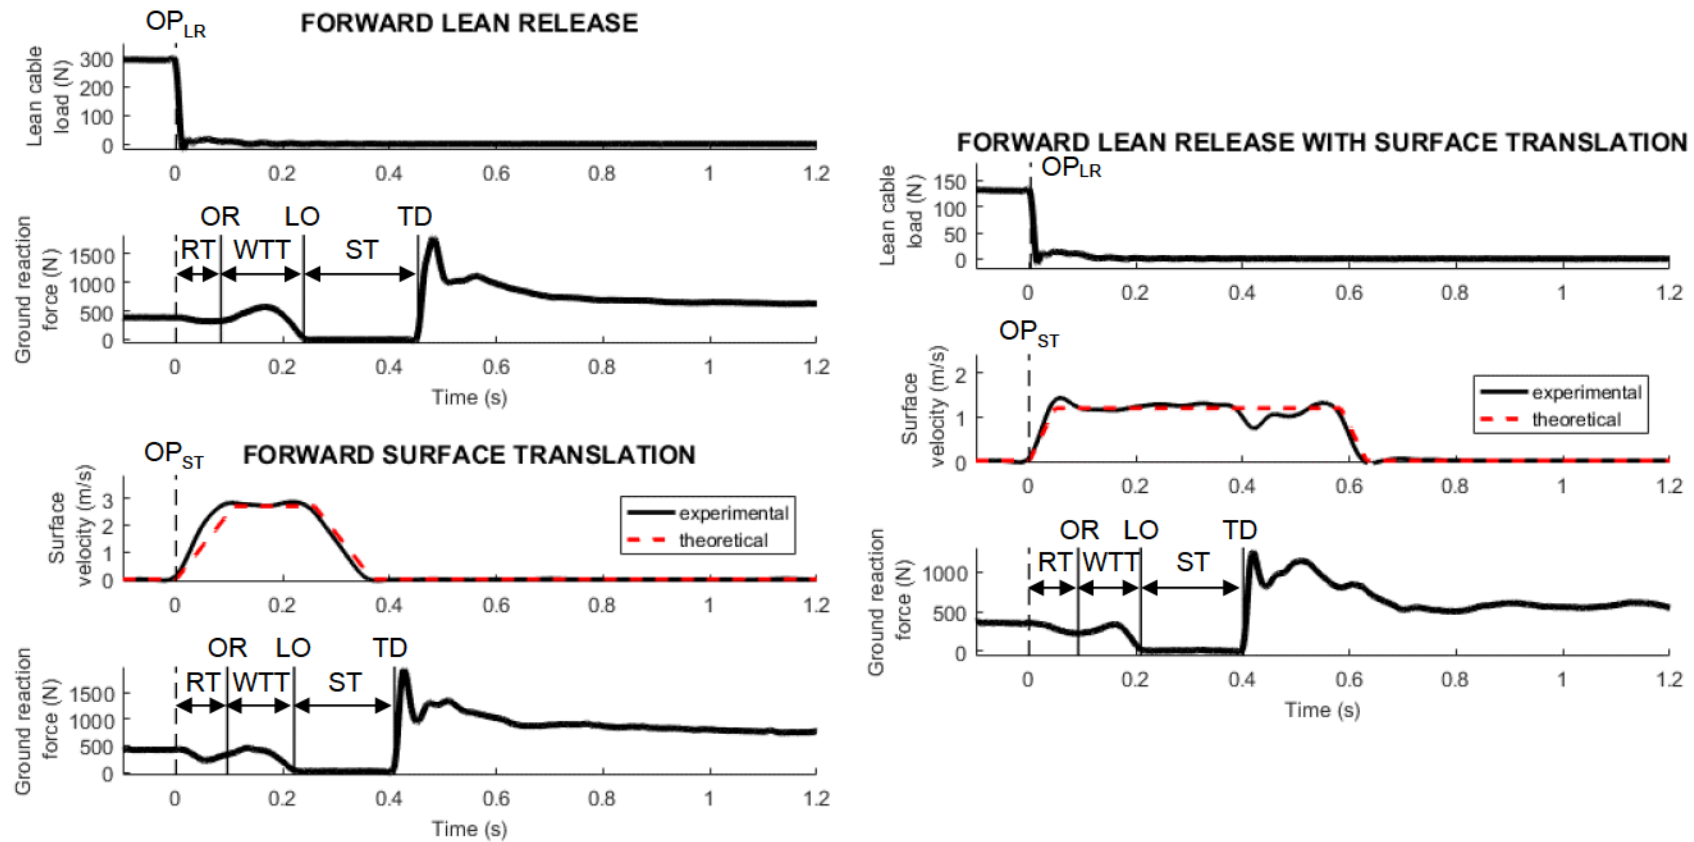 OPLR
FORWARD LEAN RELEASE
Lean cable
load (N)
300
200
100
0
0 0.2 0.4 0.6 0.8 1 1.2
OR LO TD
RT WTT ST
Ground reaction
force (N)
1500
1000
500
0
0 0.2 0.4 0.6 0.8 1 1.2
Time (s)
OPST
FORWARD SURFACE TRANSLATION
Surface
velocity (m/s)
3
2
1
0
experimental
theoretical
0 0.2 0.4 0.6 0.8 1 1.2
OR LO TD
RT WTT ST
Ground reaction
force (N)
1500
1000
500
0
0 0.2 0.4 0.6 0.8 1 1.2
Time (s)
FORWARD LEAN RELEASE WITH SURFACE TRANSLATION
OPLR
Lean cable
load (N)
150
100
50
0
0 0.2 0.4 0.6 0.8 1 1.2
OPST
Surface
velocity (m/s)
2
1
0
experimental
theoretical
0 0.2 0.4 0.6 0.8 1 1.2
OR LO TD
RT WTT ST
Ground reaction
force (N)
1000
500
0
0 0.2 0.4 0.6 0.8 1 1.2
Time (s)